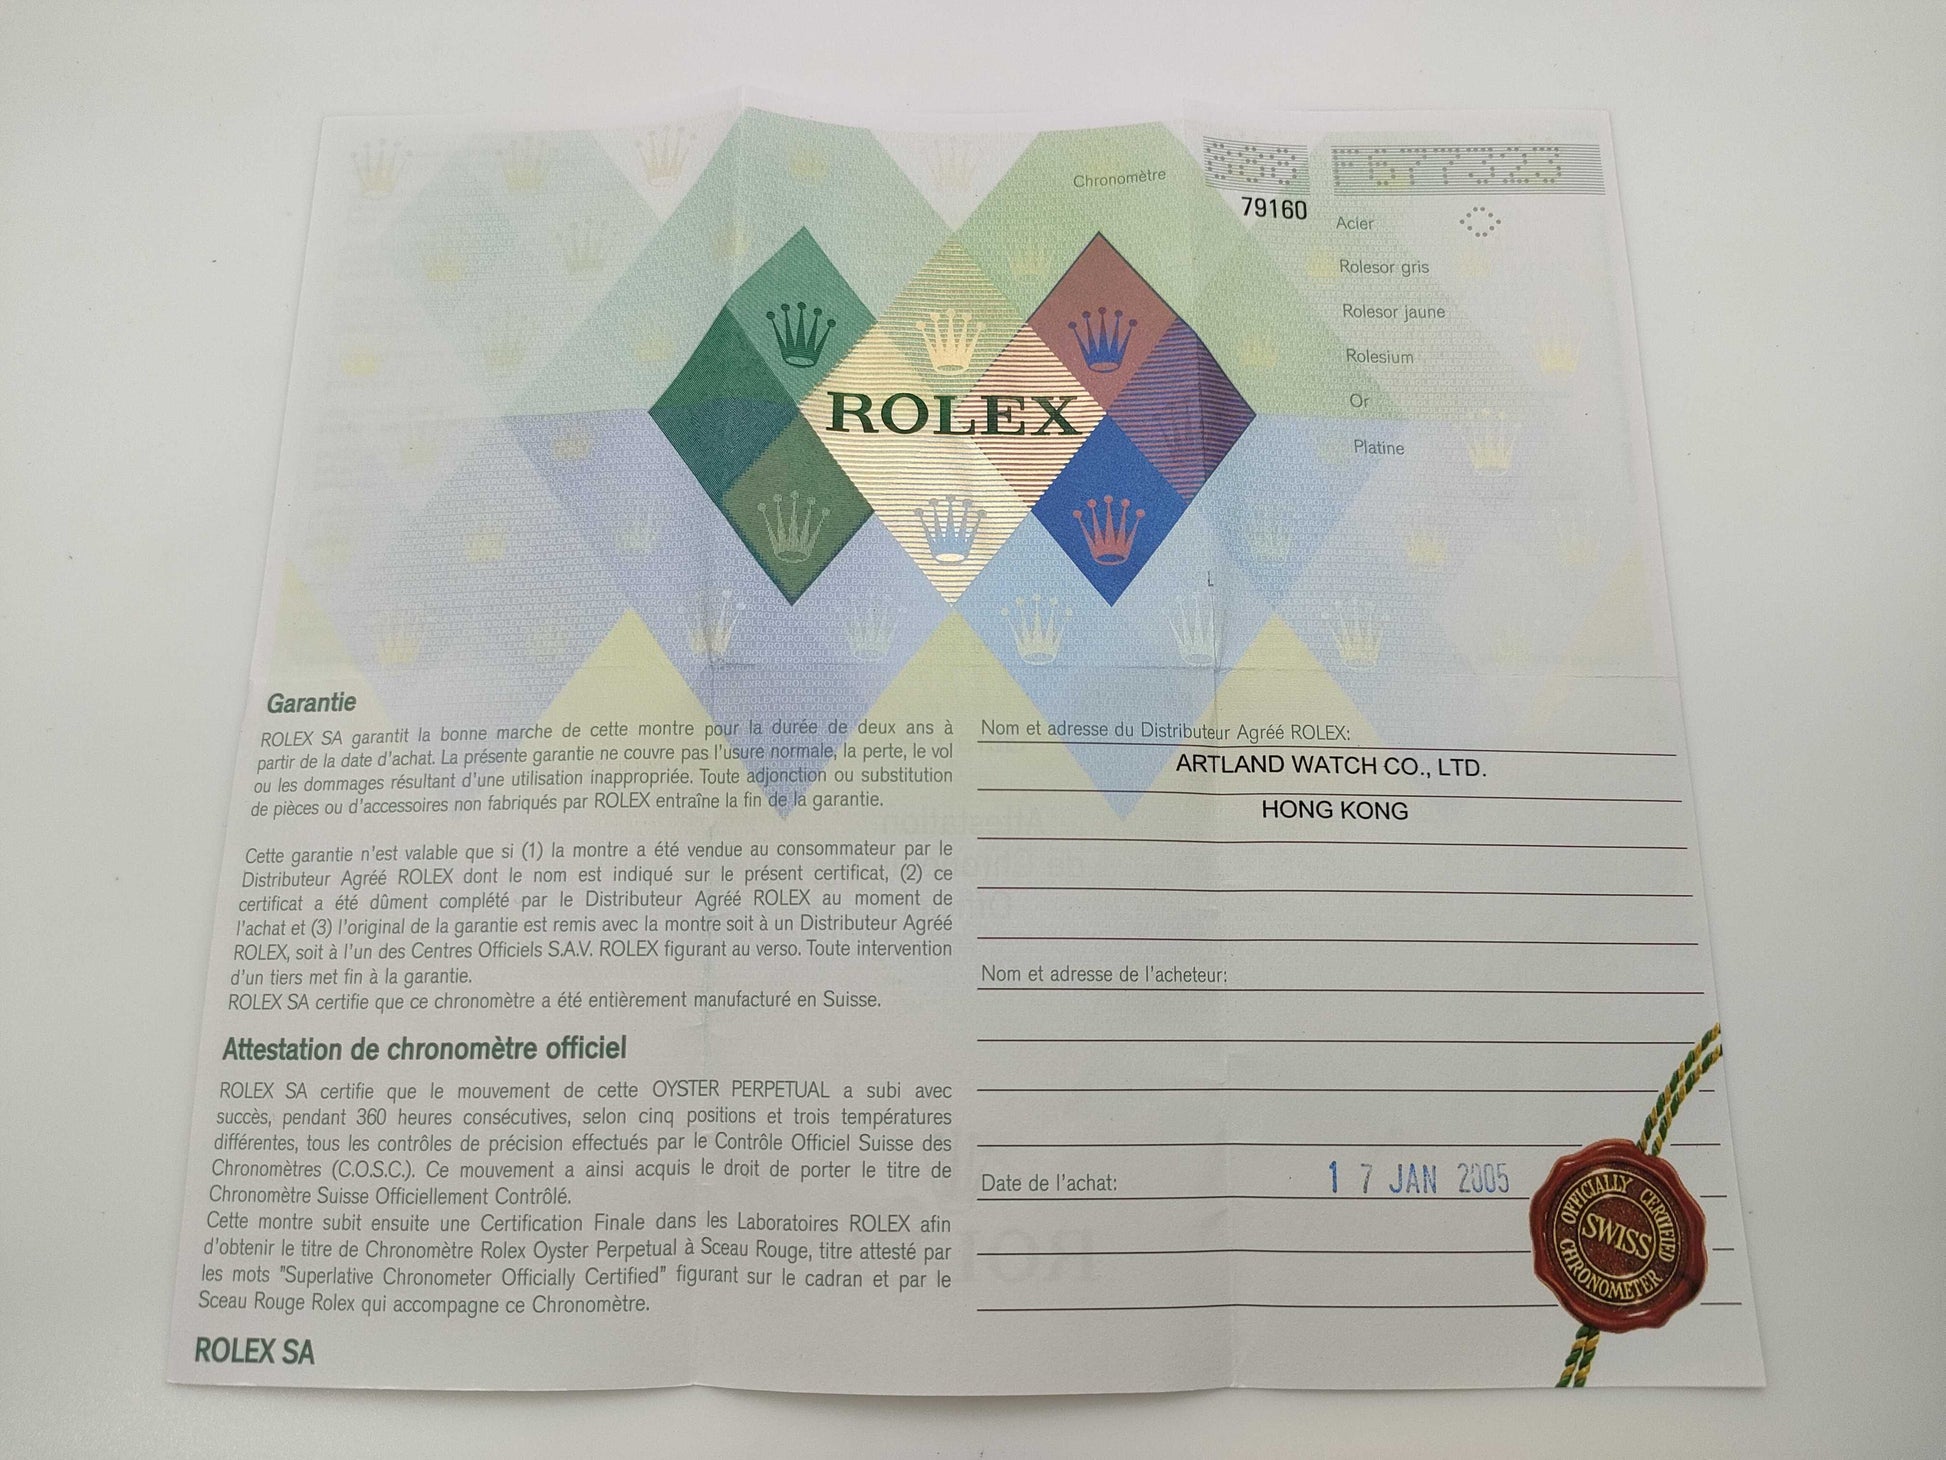 Chronomètre
F677323
79160
Acier
Rolesor gris
Rolesor jaune
Rolesium
Or
Platine
ROLEX
Garantie
ROLEX SA garantit la bonne marche de cette montre pour la durée de deux ans à
partir de la date d'achat. La présente garantie ne couvre pas l'usure normale, la perte, le vol
ou les dommages résultant d'une utilisation inappropriée. Toute adjonction ou substitution
de pièces ou d'accessoires non fabriqués par ROLEX entraîne la fin de la garantie.
Cette garantie n'est valable que si (1) la montre a été vendue au consommateur par le
Distributeur Agréé ROLEX dont le nom est indiqué sur le présent certificat, (2) ce
certificat a été dûment complété par le Distributeur Agréé ROLEX au moment de
l'achat et (3) l'original de la garantie est remis avec la montre soit à un Distributeur Agréé
ROLEX, soit à l'un des Centres Officiels S.A.V. ROLEX figurant au verso. Toute intervention
d'un tiers met fin à la garantie.
ROLEX SA certifie que ce chronomètre a été entièrement manufacturé en Suisse.
Attestation de chronomètre officiel
ROLEX SA certifie que le mouvement de cette OYSTER PERPETUAL a subi avec
succès, pendant 360 heures consécutives, selon cinq positions et trois températures
différentes, tous les contrôles de précision effectués par le Contrôle Officiel Suisse des
Chronomètres (C.O.S.C.). Ce mouvement a ainsi acquis le droit de porter le titre de
Chronomètre Suisse Officiellement Contrôlé.
Cette montre subit ensuite une Certification Finale dans les Laboratoires ROLEX afin
d'obtenir le titre de Chronomètre Rolex Oyster Perpetual à Sceau Rouge, titre attesté par
les mots "Superlative Chronometer Officially Certified" figurant sur le cadran et par le
Sceau Rouge Rolex qui accompagne ce Chronomètre.
ROLEX SA
Nom et adresse du Distributeur Agréé ROLEX:
ARTLAND WATCH CO., LTD.
HONG KONG
Nom et adresse de l'acheteur:
Date de l'achat: 17 JAN 2005
OFFICIALLY CERTIFIED
SWISS
CHRONOMETER